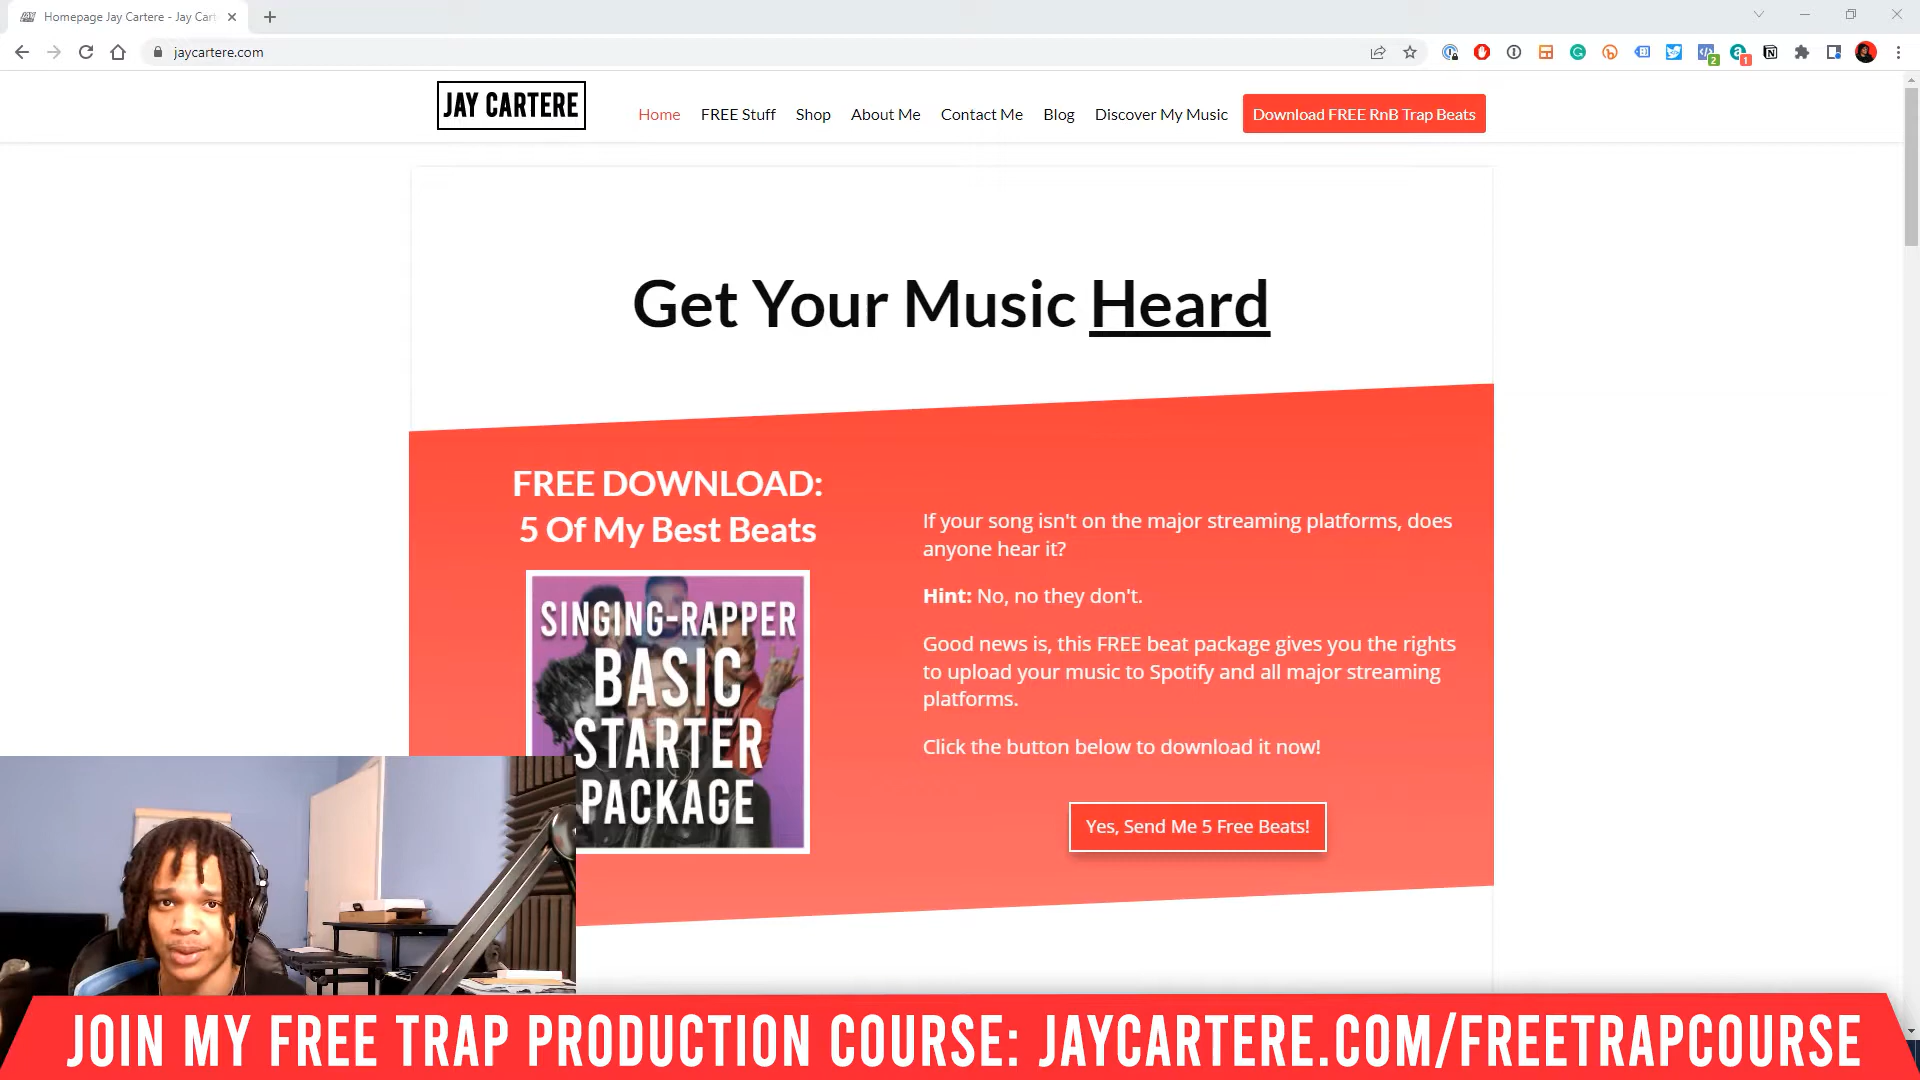 Homepage Jay Cartere - Jay Cart
jaycartere.com
2
1
JAY CARTERE
Home
FREE Stuff
Shop
About Me
Contact Me
Blog
Discover My Music
Download FREE RnB Trap Beats
Get Your Music Heard
FREE DOWNLOAD:
5 Of My Best Beats
SINGING-RAPPER
BASIC
STARTER
PACKAGE
If your song isn't on the major streaming platforms, does
anyone hear it?
Hint: No, no they don't.
Good news is, this FREE beat package gives you the rights
to upload your music to Spotify and all major streaming
platforms.
Click the button below to download it now!
Yes, Send Me 5 Free Beats!
JOIN MY FREE TRAP PRODUCTION COURSE: JAYCARTERE.COM/FREETRAPCOURSE